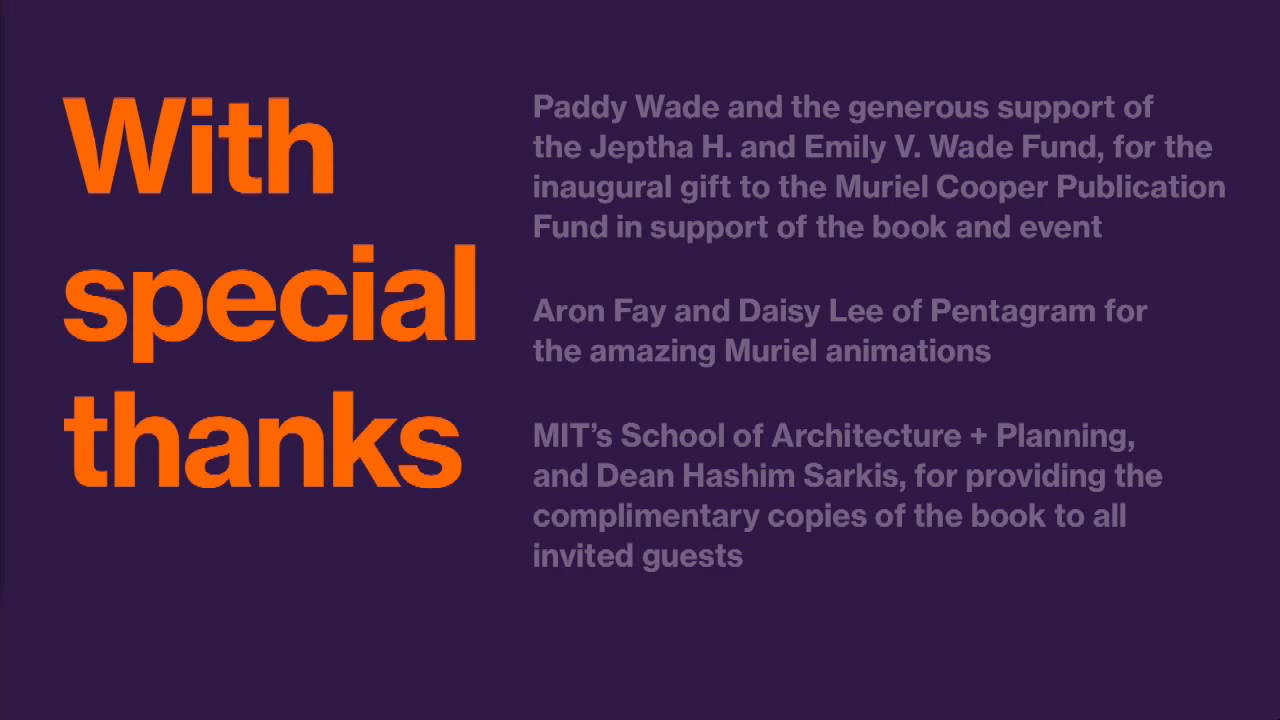 With
special
thanks
Paddy Wade and the generous support of
the Jeptha H. and Emily V. Wade Fund, for the
inaugural gift to the Muriel Cooper Publication
Fund in support of the book and event
Aron Fay and Daisy Lee of Pentagram for
the amazing Muriel animations
MIT’s School of Architecture + Planning,
and Dean Hashim Sarkis, for providing the
complimentary copies of the book to all
invited guests